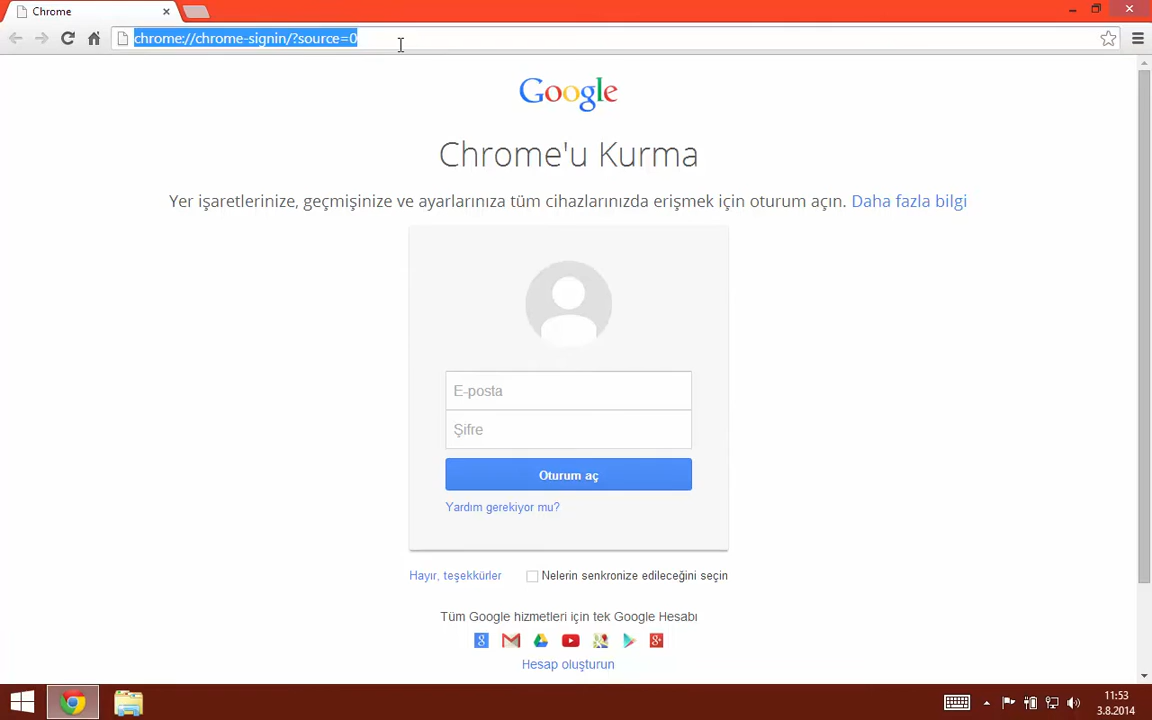 Chrome
chrome://chrome-signin/?source=0
Google
Chrome'u Kurma
Yer işaretlerinize, geçmişinize ve ayarlarınıza tüm cihazlarınızda erişmek için oturum açın. Daha fazla bilgi
E-posta
Şifre
Oturum aç
Yardım gerekiyor mu?
Hayır, teşekkürler
Nelerin senkronize edileceğini seçin
Tüm Google hizmetleri için tek Google Hesabı
Hesap oluşturun
11:53
3.8.2014